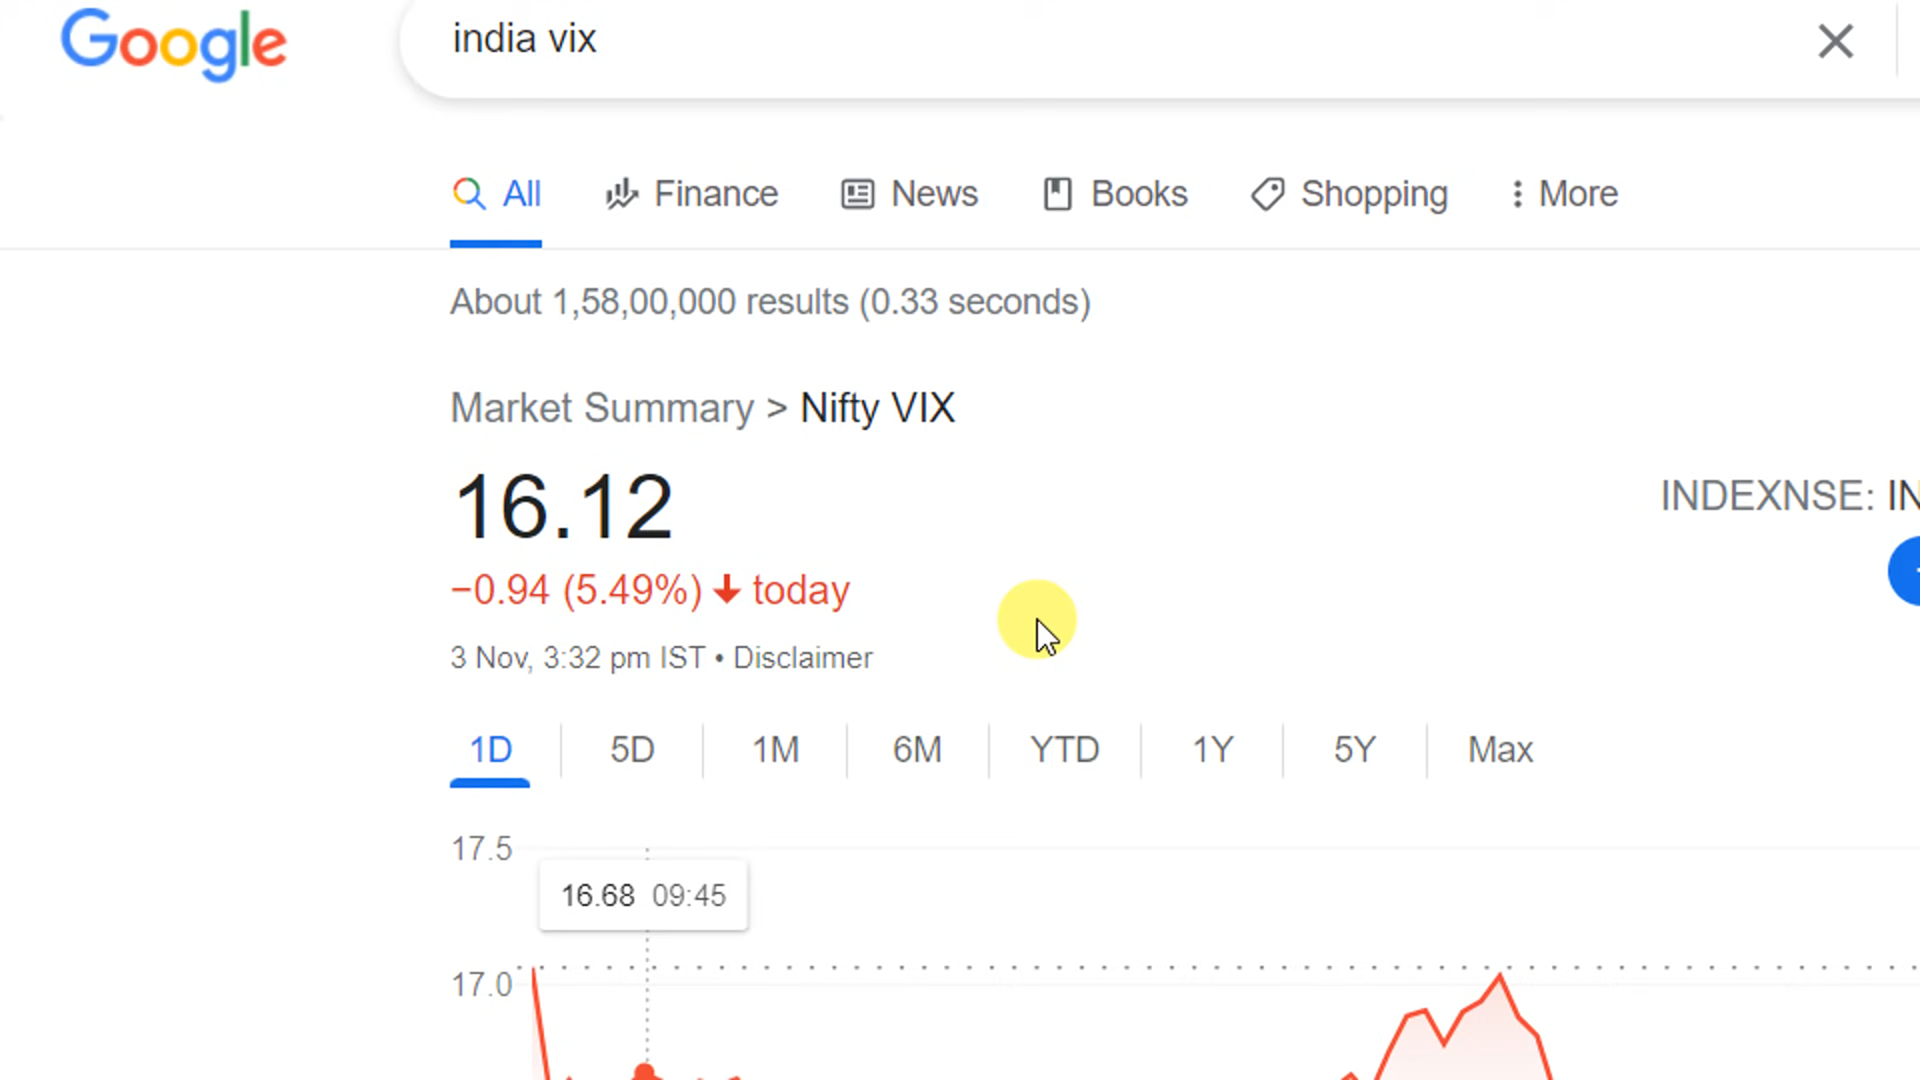 Google
india vix
All Finance News Books Shopping More
About 1,58,00,000 results (0.33 seconds)
Market Summary > Nifty VIX
16.12
INDEXNSE: IN
−0.94 (5.49%) ↓ today
3 Nov, 3:32 pm IST • Disclaimer
1D 5D 1M 6M YTD 1Y 5Y Max
17.5
16.68 09:45
17.0